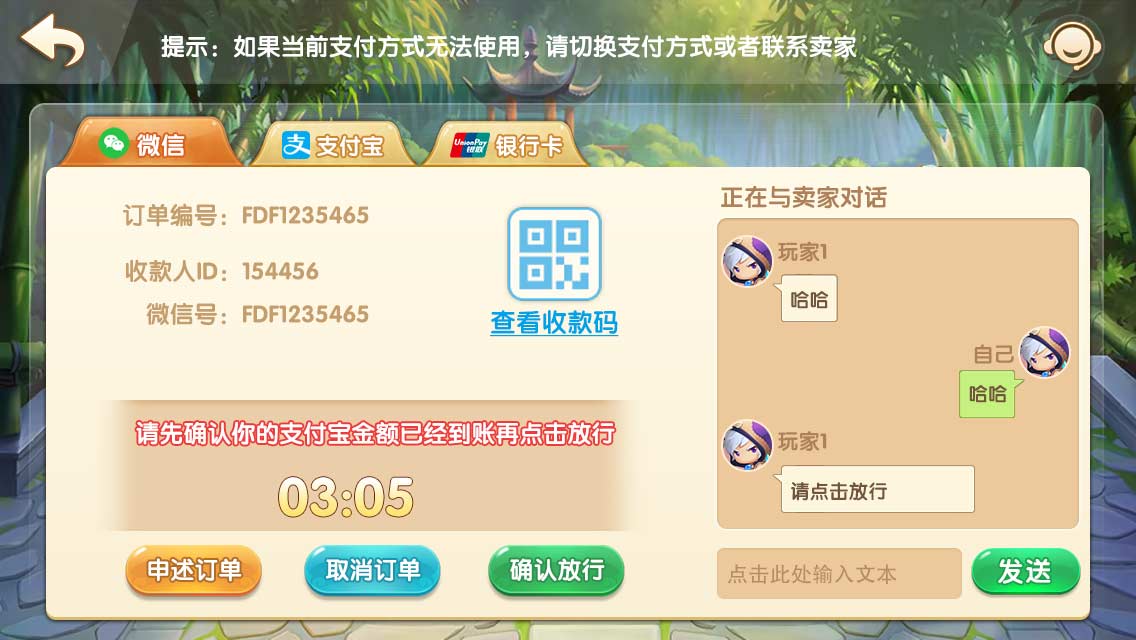 提示：如果当前支付方式无法使用，请切换支付方式或者联系卖家
微信
支付宝
UnionPay
银联
银行卡
订单编号：FDF1235465
收款人ID：154456
微信号：FDF1235465
查看收款码
请先确认你的支付宝金额已经到账再点击放行
03:05
申述订单
取消订单
确认放行
正在与卖家对话
玩家1
哈哈
自己
哈哈
玩家1
请点击放行
点击此处输入文本
发送